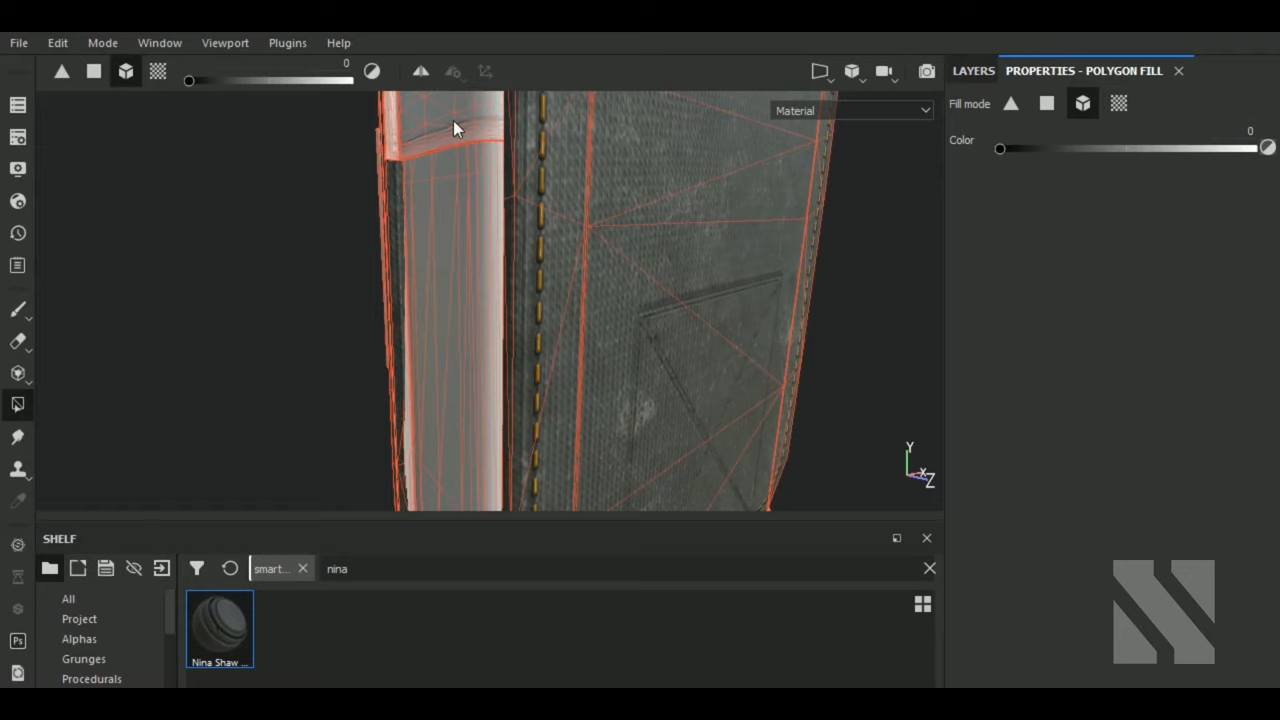 File Edit Mode Window Viewport Plugins Help
0
LAYERS PROPERTIES - POLYGON FILL
Fill mode
Material
0
Color
Y
X
Z
SHELF
smart... nina
All
Project
Alphas
Grunges
Procedurals
Nina Shaw ...
Ps